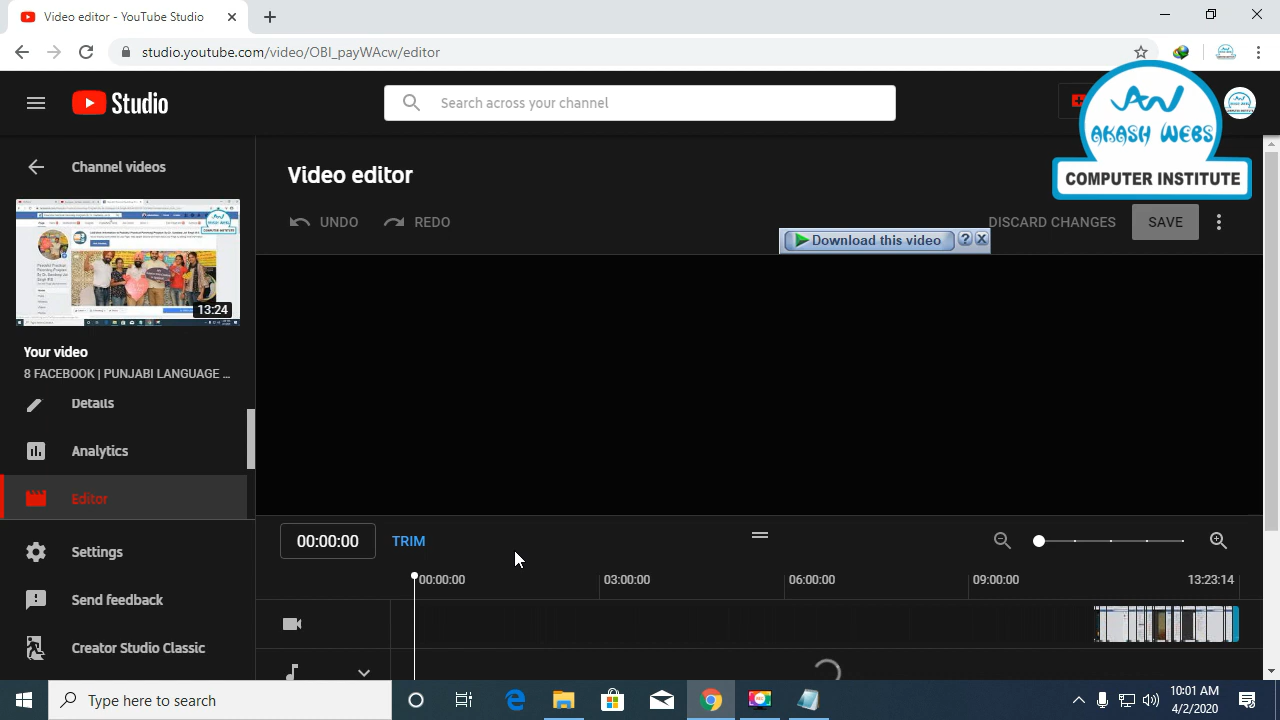 Video editor - YouTube Studio
studio.youtube.com/video/OBI_payWAcw/editor
Studio
Search across your channel
AKASH WEBS
COMPUTER INSTITUTE
Channel videos
Video editor
UNDO
REDO
DISCARD CHANGES
SAVE
Download this video
?
13:24
Your video
8 FACEBOOK | PUNJABI LANGUAGE ...
Details
Analytics
Editor
Settings
Send feedback
Creator Studio Classic
00:00:00
TRIM
00:00:00
03:00:00
06:00:00
09:00:00
13:23:14
Type here to search
10:01 AM
4/2/2020